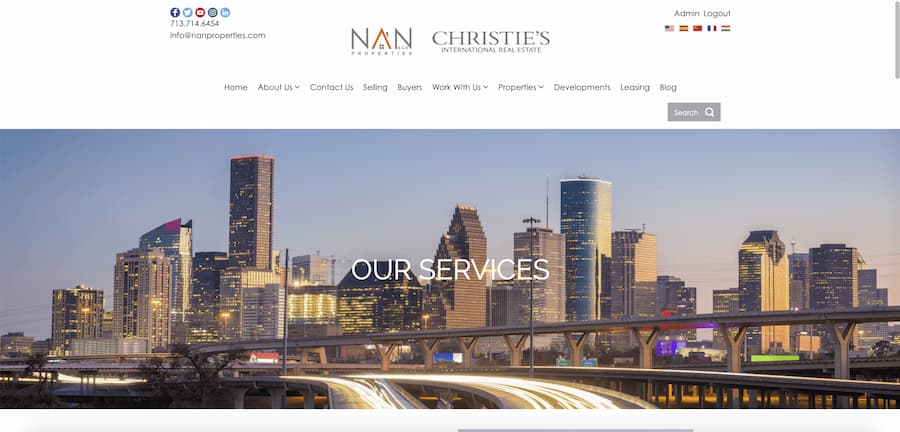 713.714.6454
info@nanproperties.com
Admin Logout
NAN
PROPERTIES
CHRISTIE'S
INTERNATIONAL REAL ESTATE
Home About Us Contact Us Selling Buyers Work With Us Properties Developments Leasing Blog
Search
OUR SERVICES